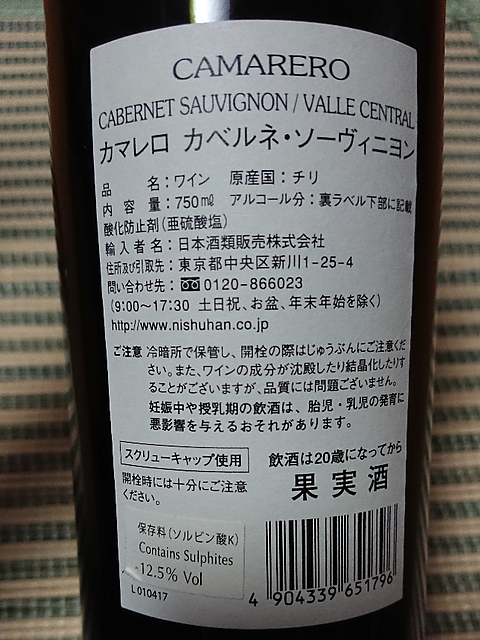 CAMARERO
CABERNET SAUVIGNON / VALLE CENTRAL
カマレロ カベルネ・ソーヴィニヨン
品 名：ワイン 原産国：チリ
内 容 量：750㎖ アルコール分：裏ラベル下部に記載
酸化防止剤（亜硫酸塩）
輸 入 者 名：日本酒類販売株式会社
住所及び引取先：東京都中央区新川1-25-4
問い合わせ先：0120-866023
（9:00～17:30 土日祝、お盆、年末年始を除く）
http://www.nishuhan.co.jp
ご注意 冷暗所で保管し、開栓の際はじゅうぶんにご注意くだ
さい。また、ワインの成分が沈殿したり結晶化したりす
ることがございますが、品質には問題ございません。
妊娠中や授乳期の飲酒は、胎児・乳児の発育に
悪影響を与えるおそれがあります。
スクリューキャップ使用
開栓時には十分にご注意
ください。
飲酒は20歳になってから
果実酒
保存料（ソルビン酸K）
Contains Sulphites
12.5% Vol
L 010417
4 904339 651796